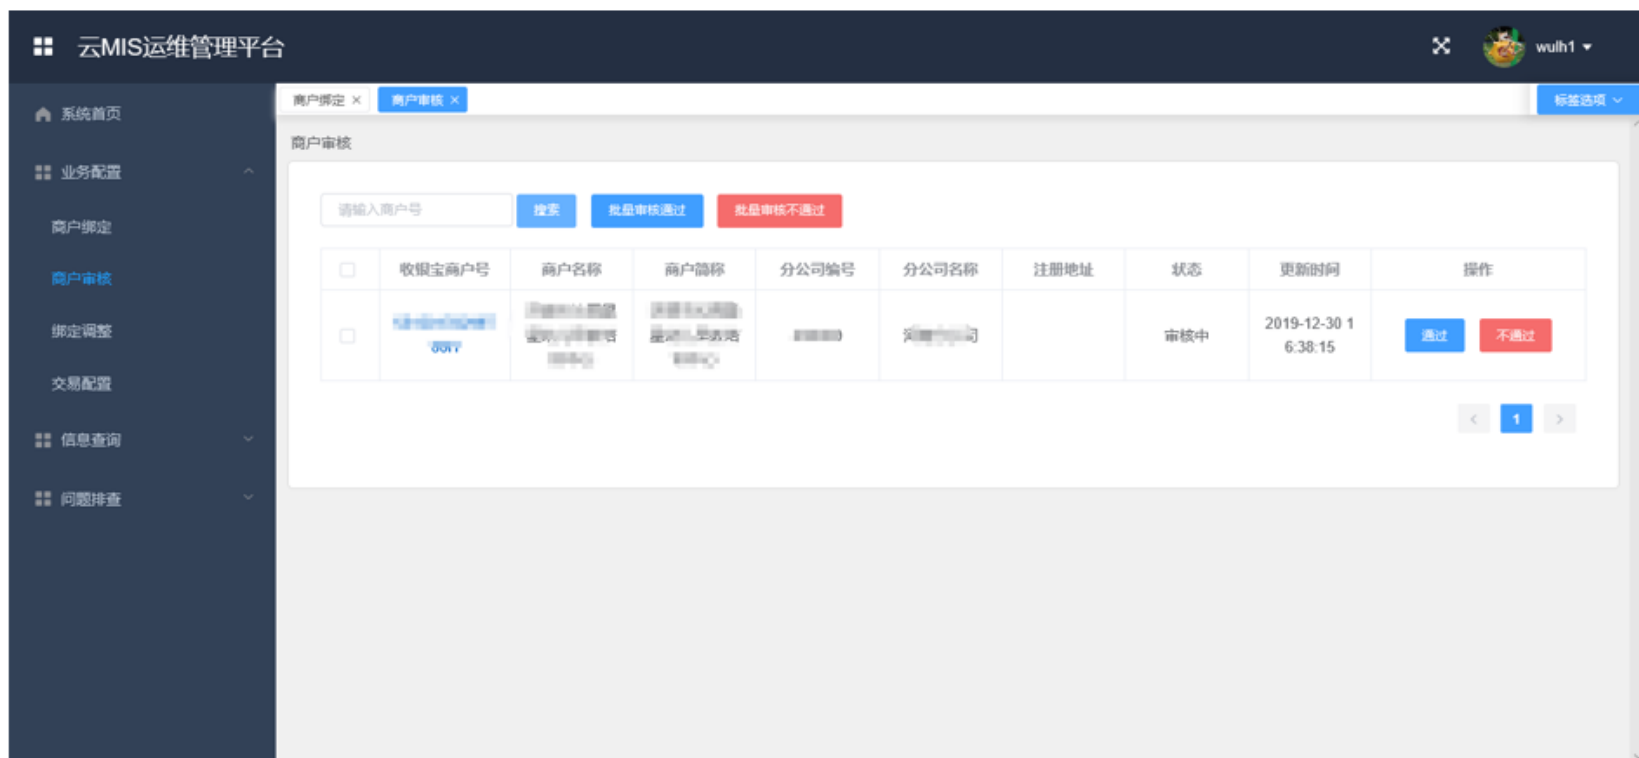 云MIS运维管理平台
wulh1
系统首页
业务配置
商户绑定
商户审核
绑定调整
交易配置
信息查询
问题排查
商户绑定 ×
商户审核 ×
标签选项
商户审核
请输入商户号
搜索
批量审核通过
批量审核不通过
收银宝商户号
商户名称
商户简称
分公司编号
分公司名称
注册地址
状态
更新时间
操作
审核中
2019-12-30 1
6:38:15
通过
不通过
< 1 >